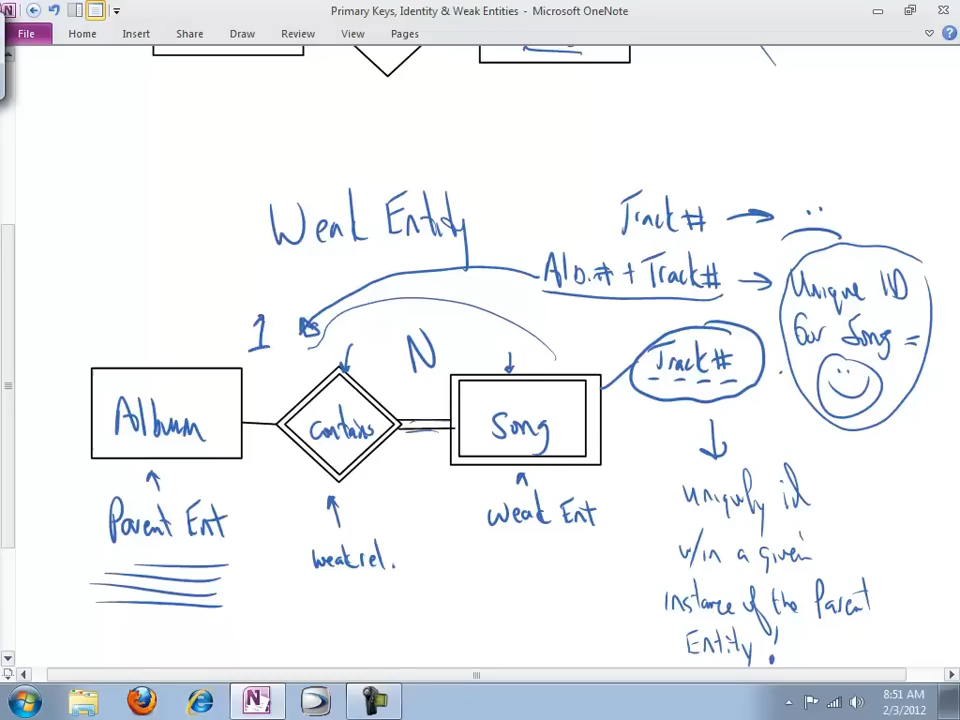 Primary Keys, Identity & Weak Entities - Microsoft OneNote
File Home Insert Share Draw Review View Pages
Weak Entity
Track# →
Alb.# + Track# →
Unique ID
for Song =
1
N
Track#
Album
contains
Song
Parent Ent
weak rel.
Weak Ent
uniquely id
w/in a given
instance of the Parent
Entity!
8:51 AM
2/3/2012